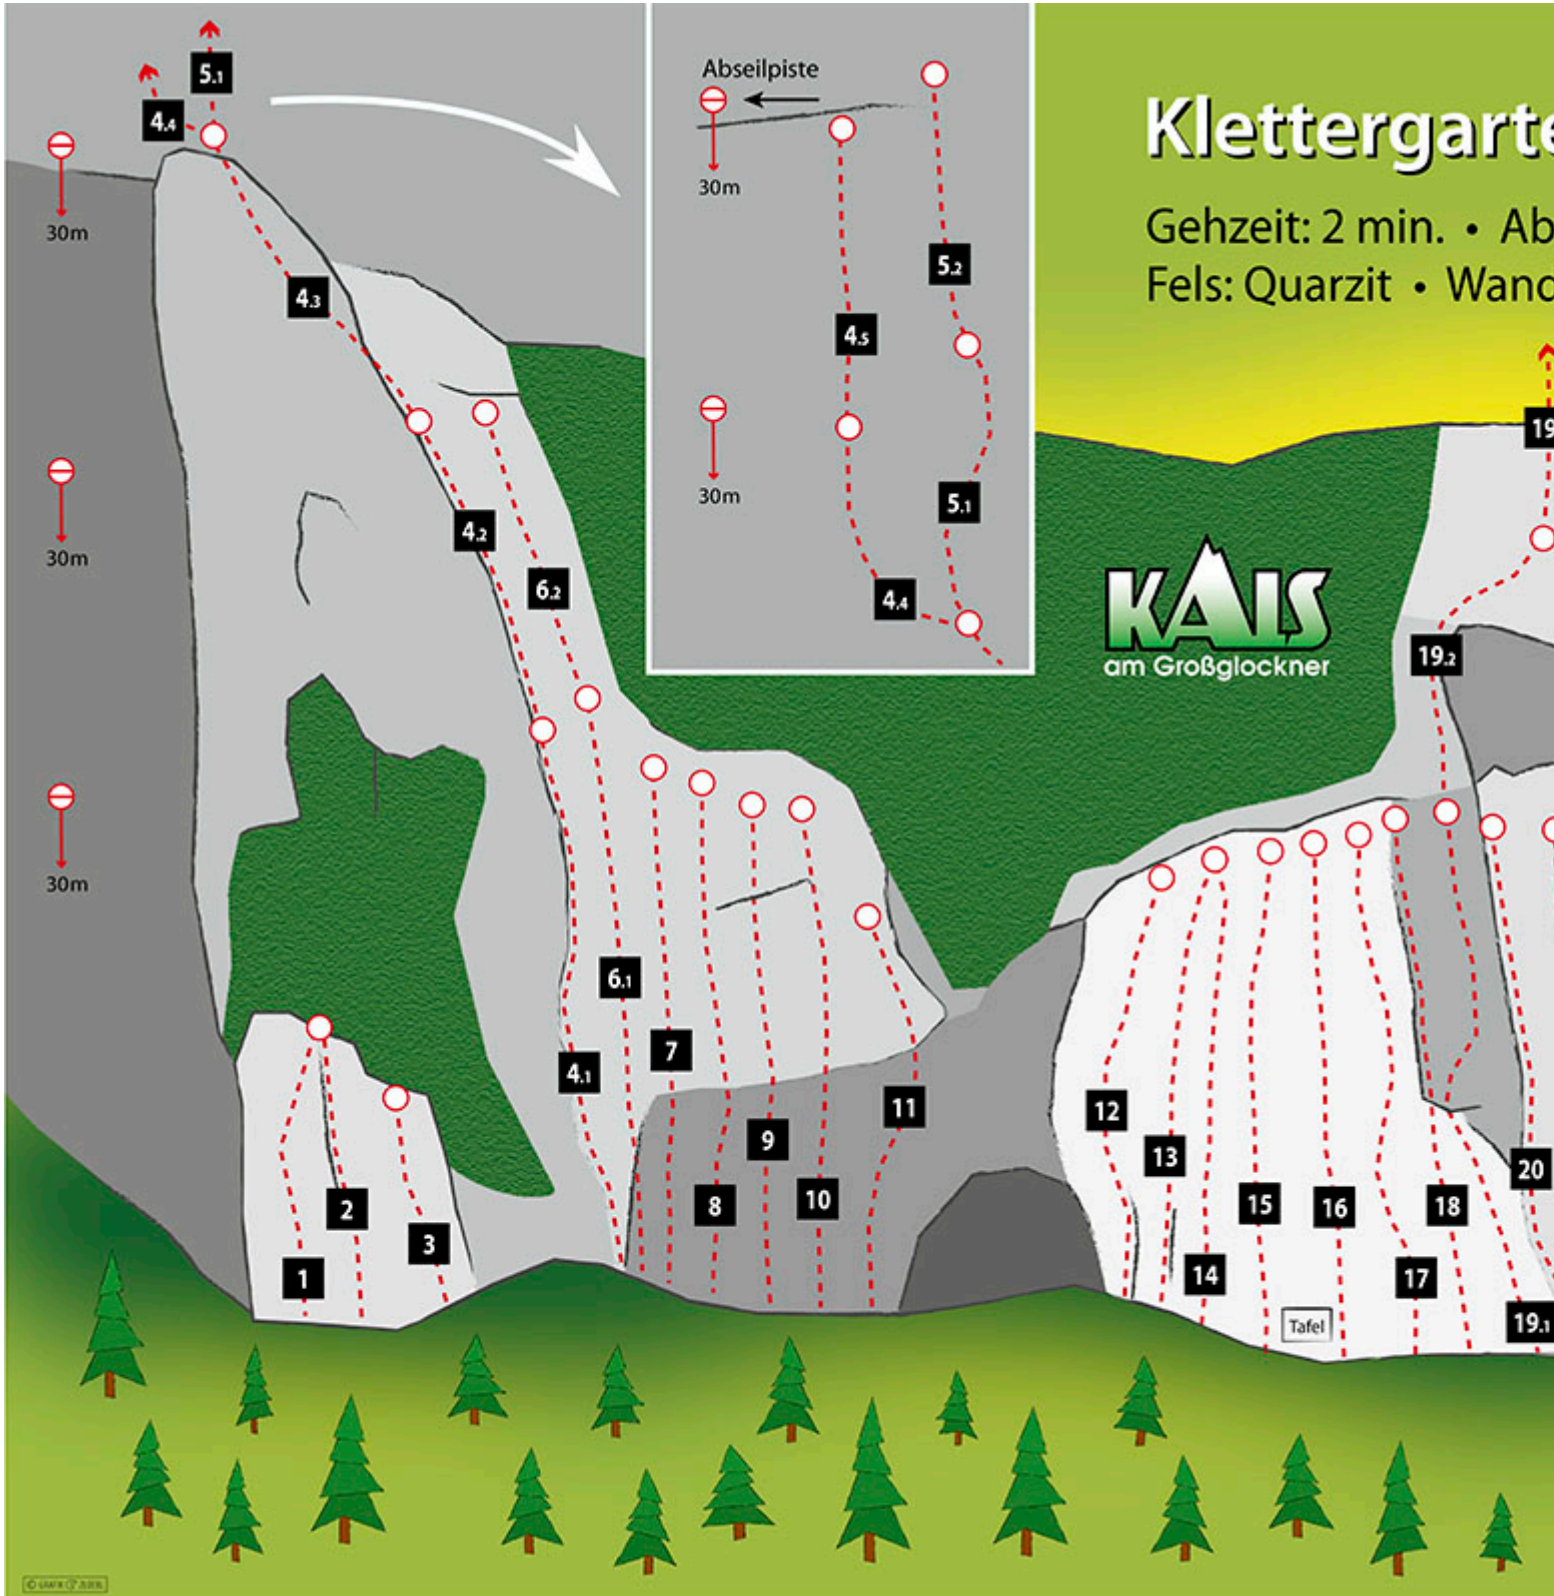 5.1
4.4
30m
4.3
30m
4.2
6.2
30m
6.1
7
4.1
11
9
8
10
2
3
1
Abseilpiste
30m
5.2
4.5
30m
5.1
4.4
Klettergarte
Gehzeit: 2 min. • Ab
Fels: Quarzit • Wand
KALS
am Großglockner
19
19.2
12
13
15
16
18
20
14
17
19.1
Tafel